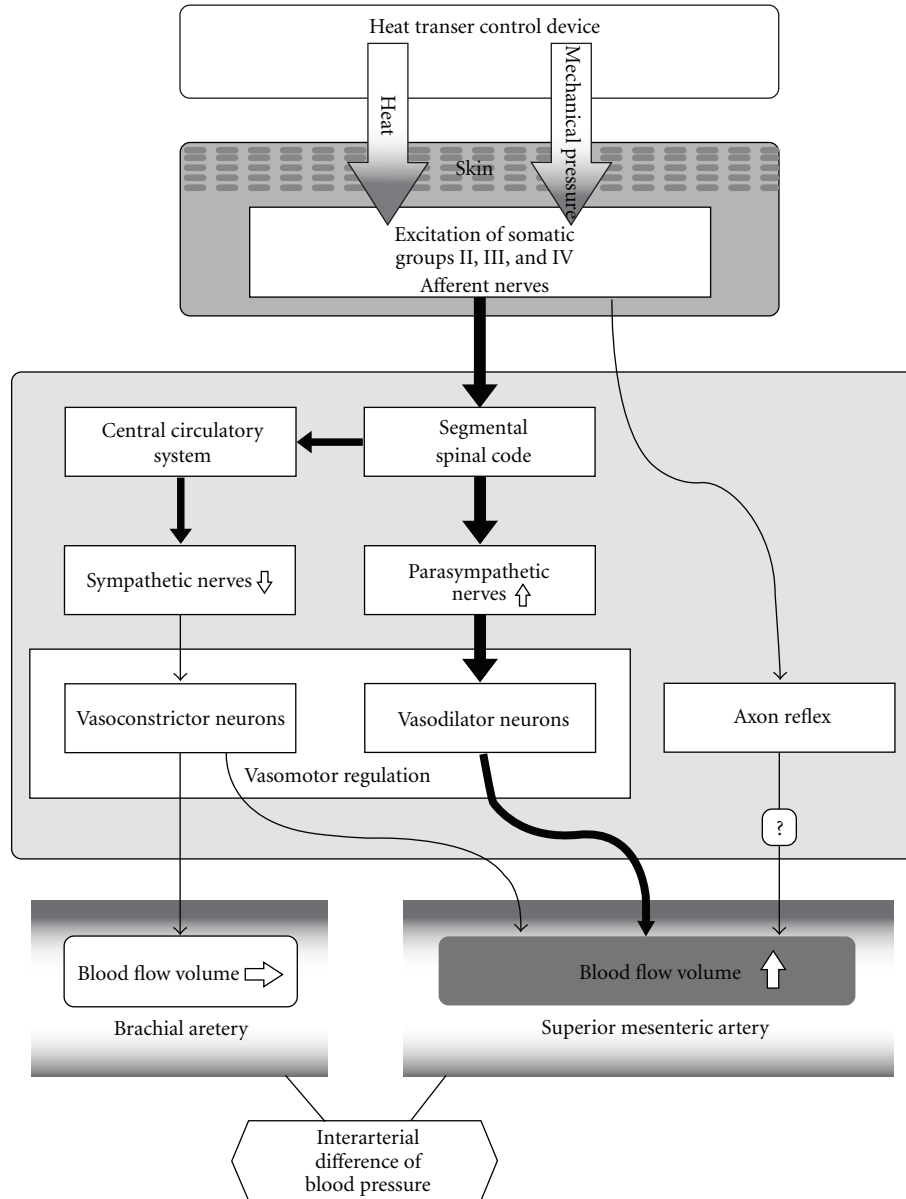 Heat transer control device
Heat
Mechanical pressure
Skin
Excitation of somatic
groups II, III, and IV
Afferent nerves
Central circulatory
system
Segmental
spinal code
Sympathetic nerves
Parasympathetic
nerves
Vasoconstrictor neurons
Vasodilator neurons
Axon reflex
Vasomotor regulation
?
Blood flow volume
Blood flow volume
Brachial aretery
Superior mesenteric artery
Interarterial
difference of
blood pressure